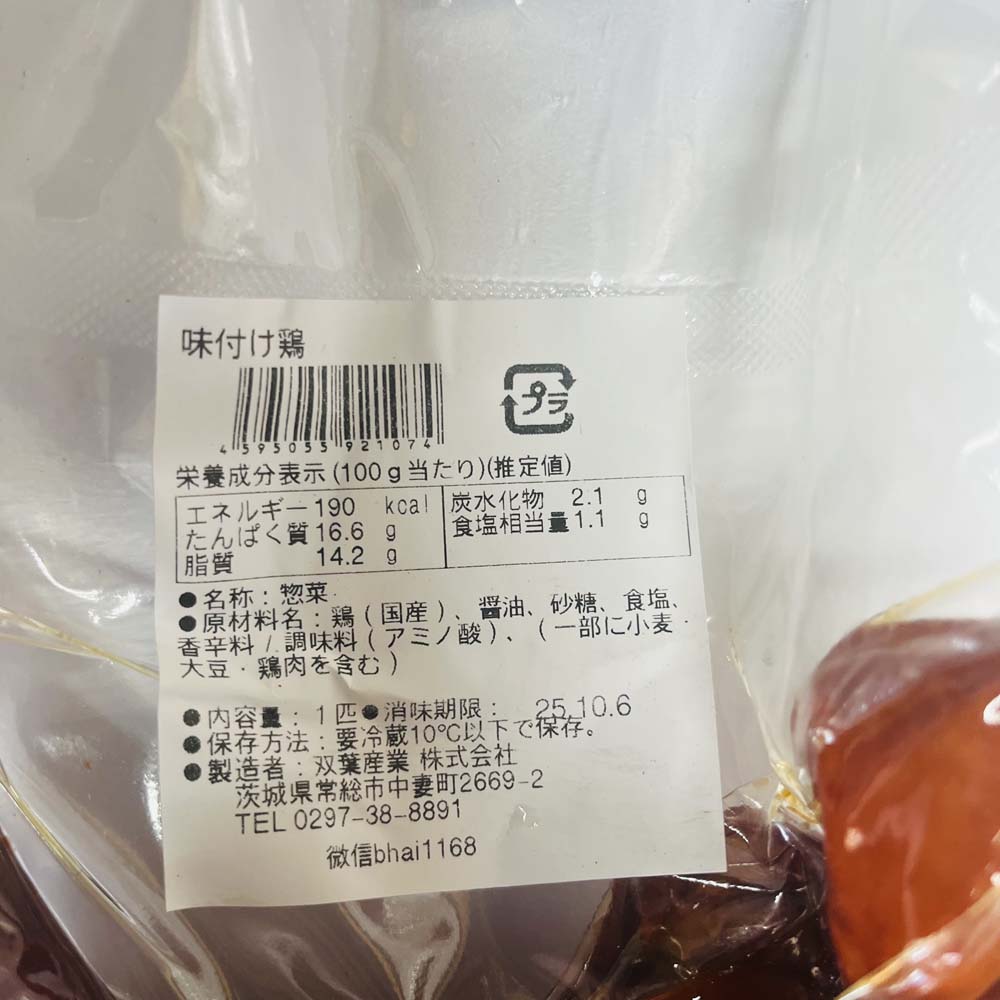 味付け鶏
プラ
4595055921074
栄養成分表示(100g当たり)(推定値)
エネルギー190 kcal
たんぱく質16.6 g
脂質 14.2 g
炭水化物 2.1 g
食塩相当量1.1 g
●名称:惣菜
●原材料名:鶏(国産)、醤油、砂糖、食塩、
香辛料/調味料(アミノ酸)、(一部に小麦・
大豆・鶏肉を含む)
●内容量:1匹●消味期限: 25.10.6
●保存方法:要冷蔵10℃以下で保存。
●製造者:双葉産業 株式会社
茨城県常総市中妻町2669-2
TEL 0297-38-8891
微信bhai1168